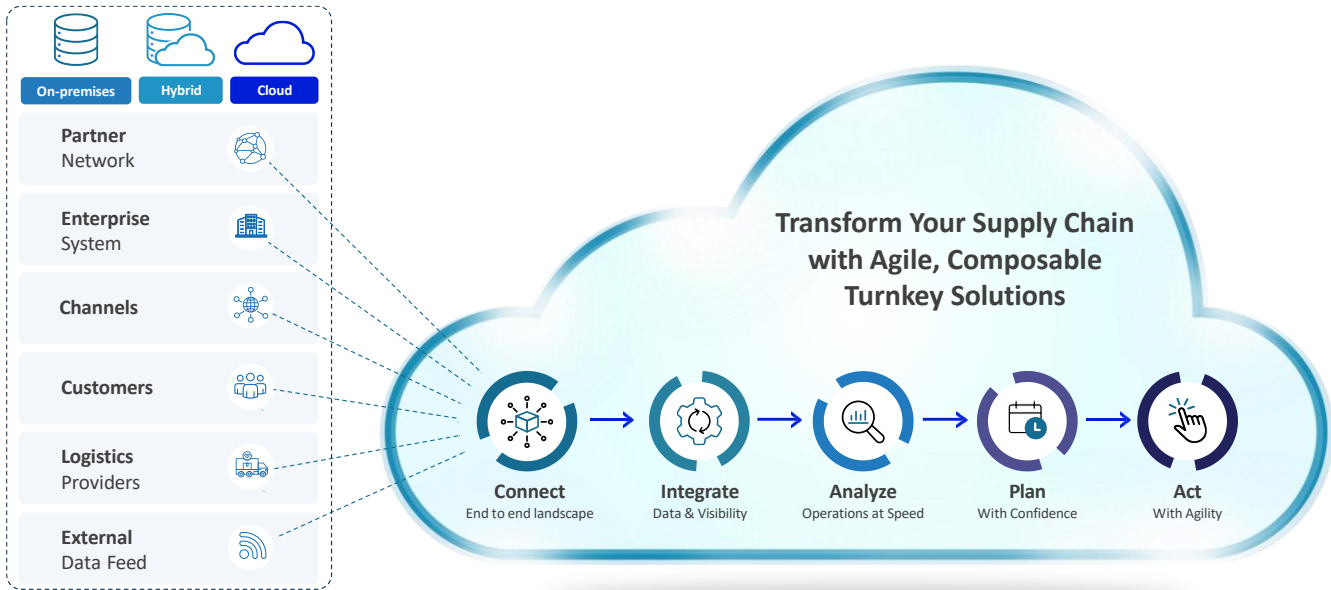 On-premises
Hybrid
Cloud
Partner
Network
Enterprise
System
Channels
Customers
Logistics
Providers
External
Data Feed
Transform Your Supply Chain
with Agile, Composable
Turnkey Solutions
Connect
End to end landscape
Integrate
Data & Visibility
Analyze
Operations at Speed
Plan
With Confidence
Act
With Agility